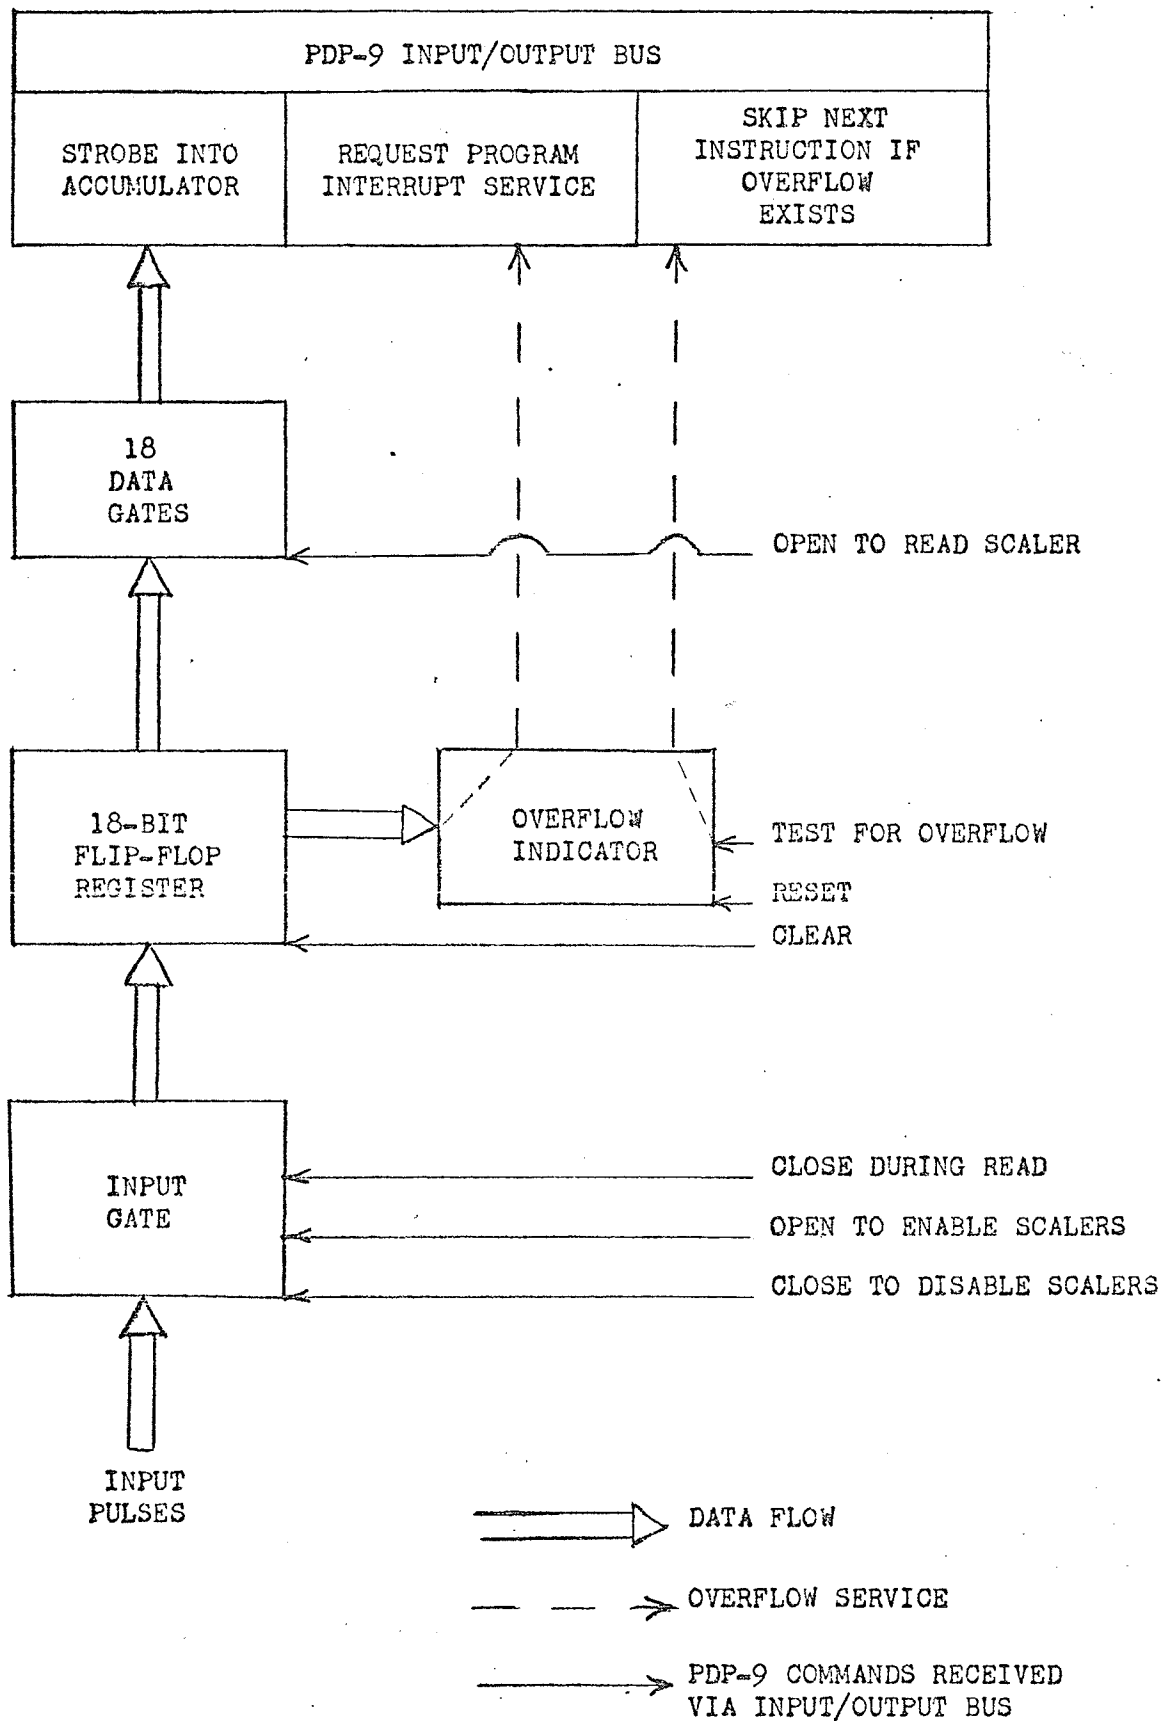 PDP-9 INPUT/OUTPUT BUS
STROBE INTO
ACCUMULATOR
REQUEST PROGRAM
INTERRUPT SERVICE
SKIP NEXT
INSTRUCTION IF
OVERFLOW
EXISTS
18
DATA
GATES
OPEN TO READ SCALER
18-BIT
FLIP-FLOP
REGISTER
OVERFLOW
INDICATOR
TEST FOR OVERFLOW
RESET
CLEAR
INPUT
GATE
CLOSE DURING READ
OPEN TO ENABLE SCALERS
CLOSE TO DISABLE SCALERS
INPUT
PULSES
DATA FLOW
OVERFLOW SERVICE
PDP-9 COMMANDS RECEIVED
VIA INPUT/OUTPUT BUS